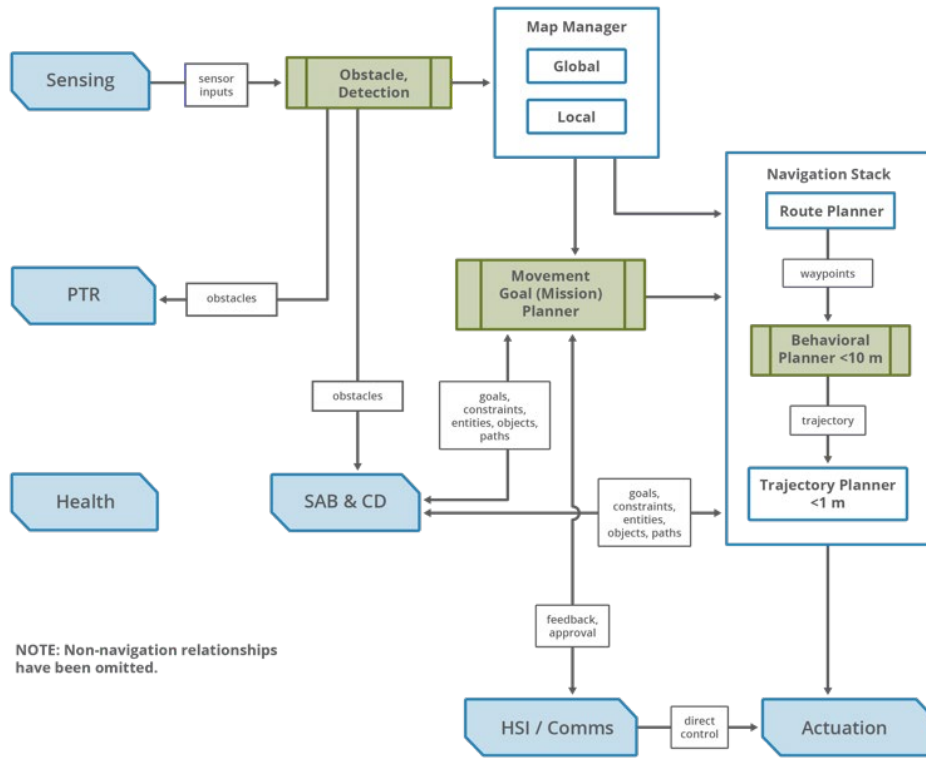 Map Manager
Global
Local
Sensing
sensor
inputs
Obstacle,
Detection
Navigation Stack
Route Planner
waypoints
Behavioral
Planner <10 m
trajectory
Trajectory Planner
<1 m
PTR
obstacles
Movement
Goal (Mission)
Planner
obstacles
goals,
constraints,
entities, objects,
paths
Health
SAB & CD
goals,
constraints,
entities,
objects, paths
feedback,
approval
NOTE: Non-navigation relationships
have been omitted.
HSI / Comms
direct
control
Actuation